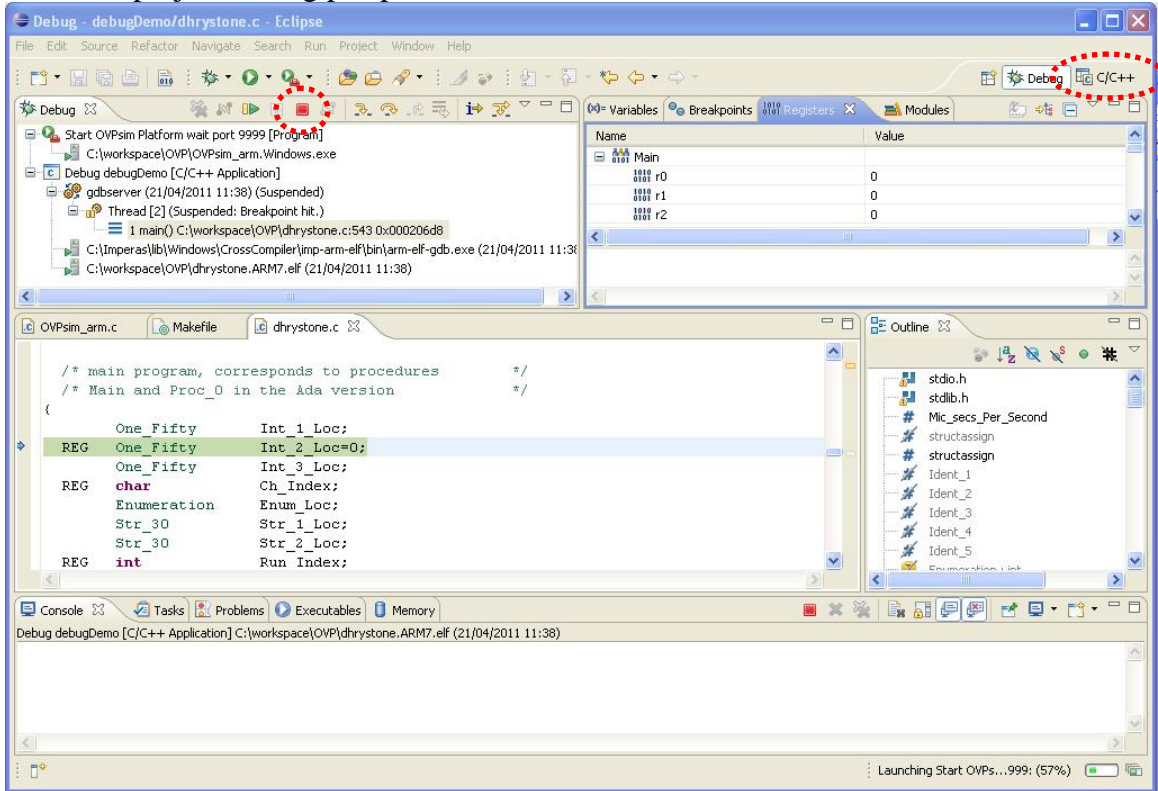 Debug - debugDemo/dhrystone.c - Eclipse
File Edit Source Refactor Navigate Search Run Project Window Help
Debug C/C++
Debug
Start OVPsim Platform wait port 9999 [Program]
C:\workspace\OVP\OVPsim_arm.Windows.exe
Debug debugDemo [C/C++ Application]
gdbserver (21/04/2011 11:38) (Suspended)
Thread [2] (Suspended: Breakpoint hit.)
1 main() C:\workspace\OVP\dhrystone.c:543 0x000206d8
C:\Imperas\lib\Windows\CrossCompiler\imp-arm-elf\bin\arm-elf-gdb.exe (21/04/2011 11:38
C:\workspace\OVP\dhrystone.ARM7.elf (21/04/2011 11:38)
(x)= Variables Breakpoints Registers Modules
Name Value
Main
r0 0
r1 0
r2 0
OVPsim_arm.c Makefile dhrystone.c
/* main program, corresponds to procedures */
/* Main and Proc_0 in the Ada version */
{
One_Fifty Int_1_Loc;
REG One_Fifty Int_2_Loc=0;
One_Fifty Int_3_Loc;
REG char Ch_Index;
Enumeration Enum_Loc;
Str_30 Str_1_Loc;
Str_30 Str_2_Loc;
REG int Run_Index;
Outline
stdio.h
stdlib.h
# Mic_secs_Per_Second
# structassign
# structassign
# Ident_1
# Ident_2
# Ident_3
# Ident_4
# Ident_5
Console Tasks Problems Executables Memory
Debug debugDemo [C/C++ Application] C:\workspace\OVP\dhrystone.ARM7.elf (21/04/2011 11:38)
Launching Start OVPs...999: (57%)